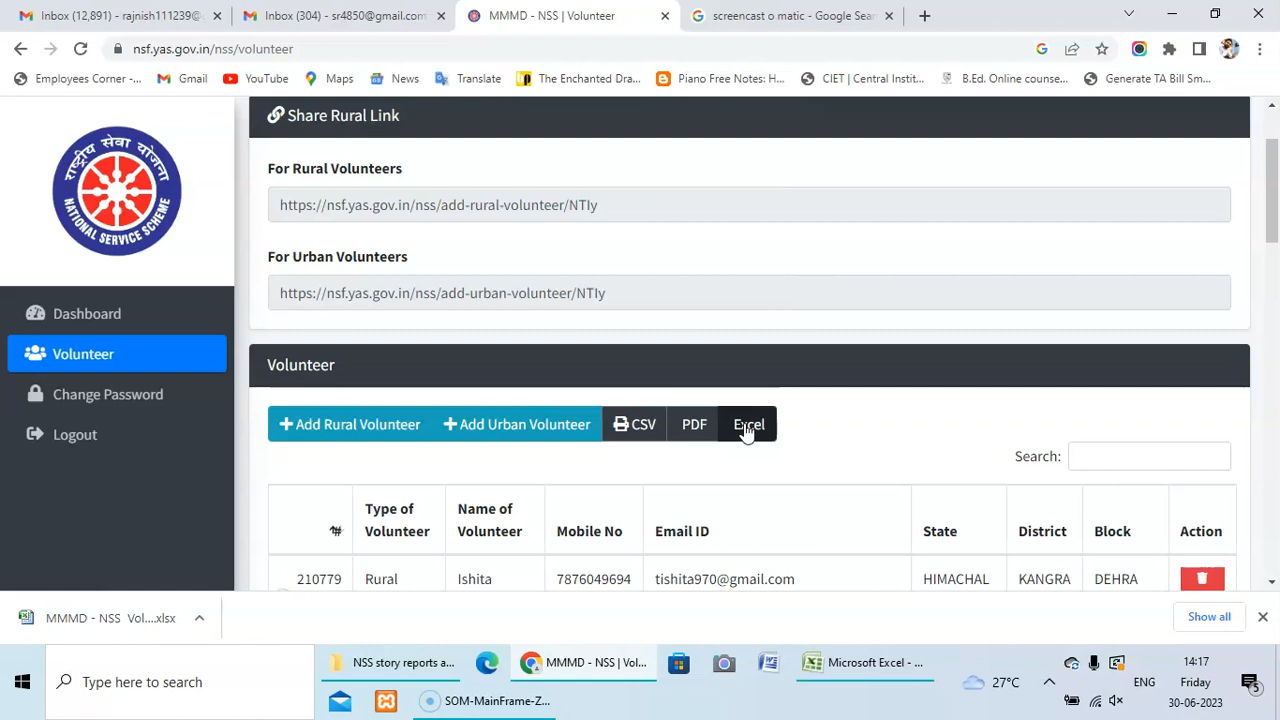 Inbox (12,891) - rajnish111239@
Inbox (304) - sr4850@gmail.com
MMMD - NSS | Volunteer
screencast o matic - Google Sear
nsf.yas.gov.in/nss/volunteer
Employees Corner -...
Gmail
YouTube
Maps
News
Translate
The Enchanted Dra...
Piano Free Notes: H...
CIET | Central Instit...
B.Ed. Online counse...
Generate TA Bill Sm...
राष्ट्रीय सेवा योजना
NATIONAL SERVICE SCHEME
Dashboard
Volunteer
Change Password
Logout
Share Rural Link
For Rural Volunteers
https://nsf.yas.gov.in/nss/add-rural-volunteer/NTIy
For Urban Volunteers
https://nsf.yas.gov.in/nss/add-urban-volunteer/NTIy
Volunteer
+ Add Rural Volunteer + Add Urban Volunteer CSV PDF Excel
Search:
# Type of Volunteer Name of Volunteer Mobile No Email ID State District Block Action
210779 Rural Ishita 7876049694 tishita970@gmail.com HIMACHAL KANGRA DEHRA
MMMD - NSS Vol....xlsx
Show all
Type here to search
NSS story reports a...
MMMD - NSS | Vol...
Microsoft Excel - ...
SOM-MainFrame-Z...
27°C
ENG
14:17
Friday
30-06-2023
5